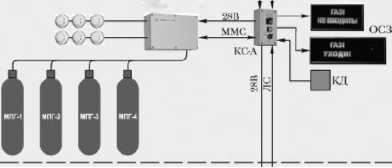 28В
ГАЗ!
НЕ ВХОДИТЬ!
ОСЗ
ММС
КС-А
ГАЗ!
УХОДИ!
КД
28В
ЛС
МПГ-1
МПГ-2
МПГ-3
МПГ-4